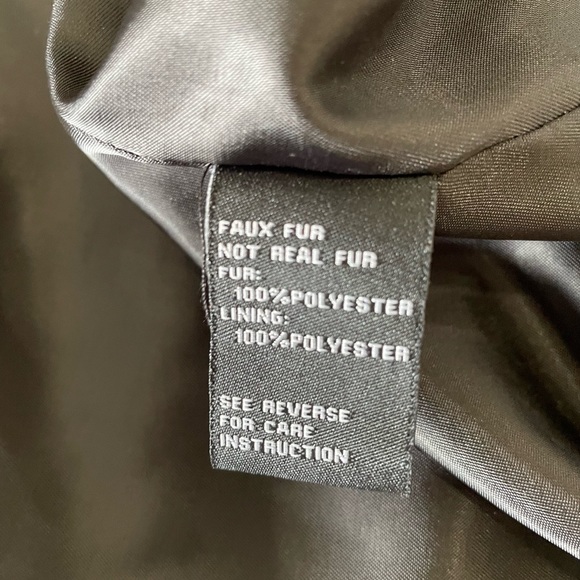 FAUX FUR
NOT REAL FUR
FUR:
100%POLYESTER
LINING:
100%POLYESTER
SEE REVERSE
FOR CARE
INSTRUCTION